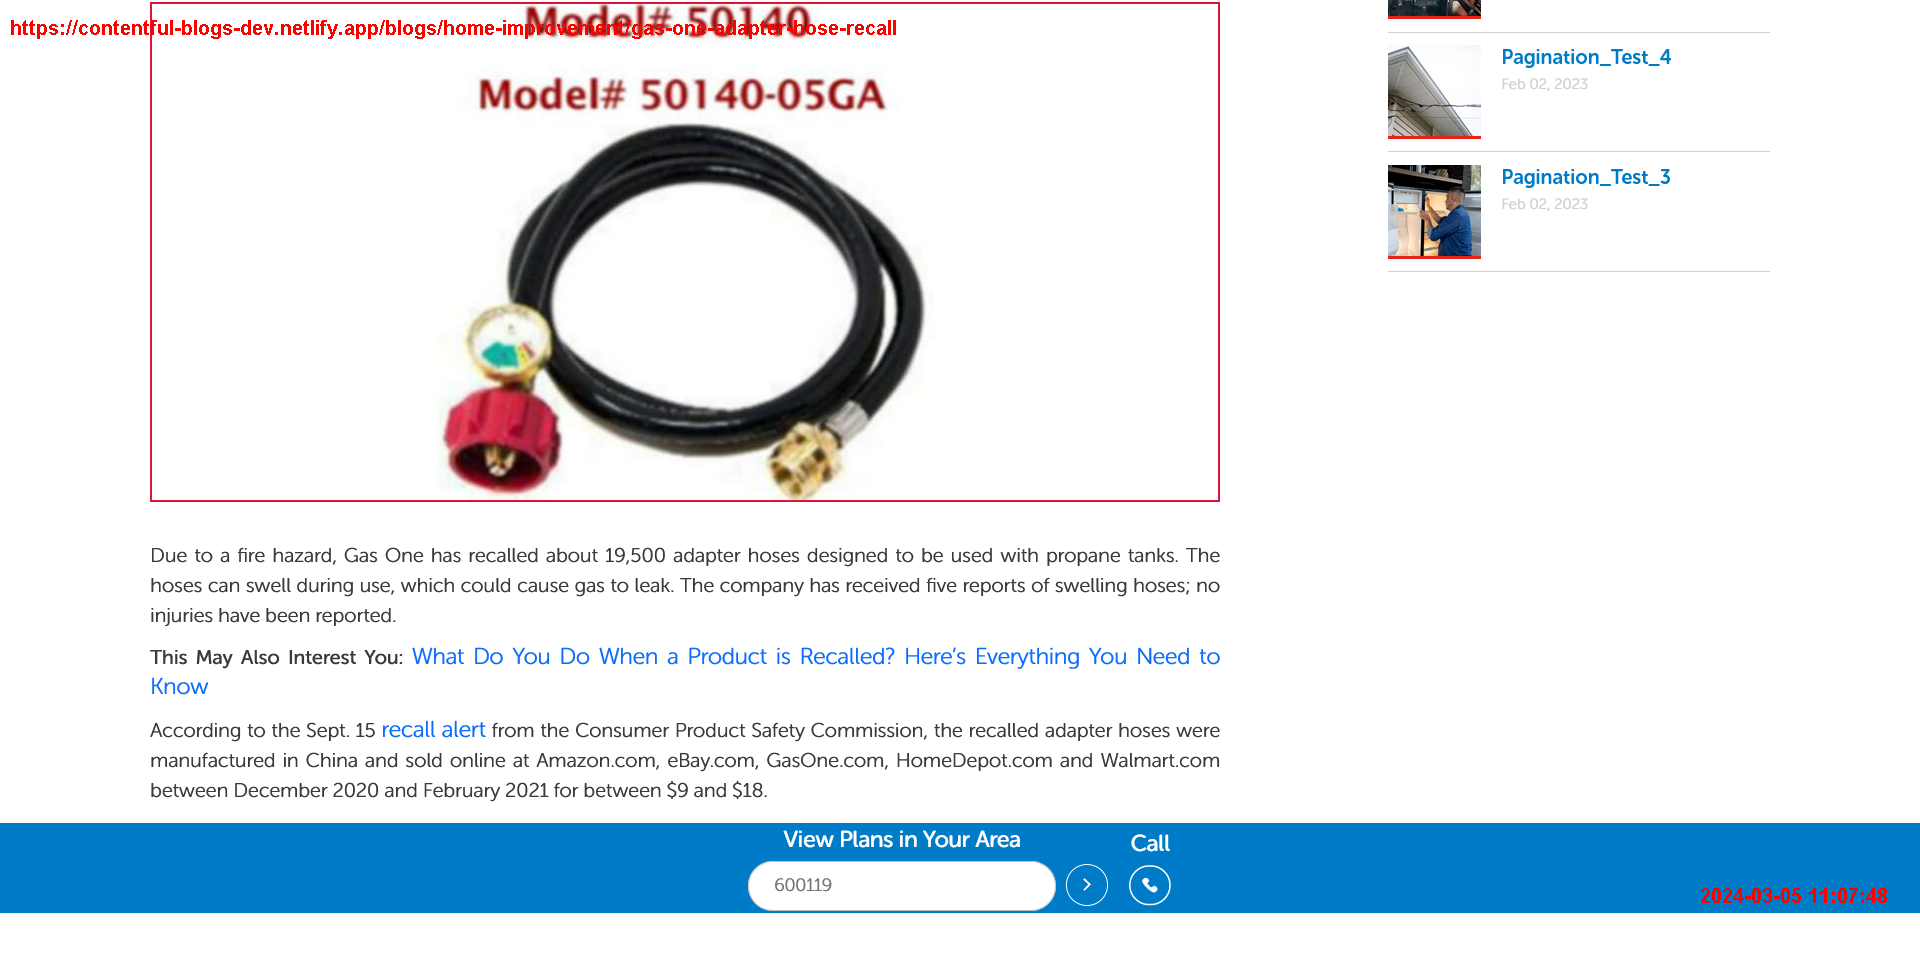 Model# 50140
https://contentful-blogs-dev.netlify.app/blogs/home-improvement/gas-one-adapter-hose-recall
Model# 50140-05GA
Due to a fire hazard, Gas One has recalled about 19,500 adapter hoses designed to be used with propane tanks. The
hoses can swell during use, which could cause gas to leak. The company has received five reports of swelling hoses; no
injuries have been reported.
This May Also Interest You: What Do You Do When a Product is Recalled? Here’s Everything You Need to
Know
According to the Sept. 15 recall alert from the Consumer Product Safety Commission, the recalled adapter hoses were
manufactured in China and sold online at Amazon.com, eBay.com, GasOne.com, HomeDepot.com and Walmart.com
between December 2020 and February 2021 for between $9 and $18.
Pagination_Test_4
Feb 02, 2023
Pagination_Test_3
Feb 02, 2023
View Plans in Your Area
Call
600119
2024-03-05 11:07:48